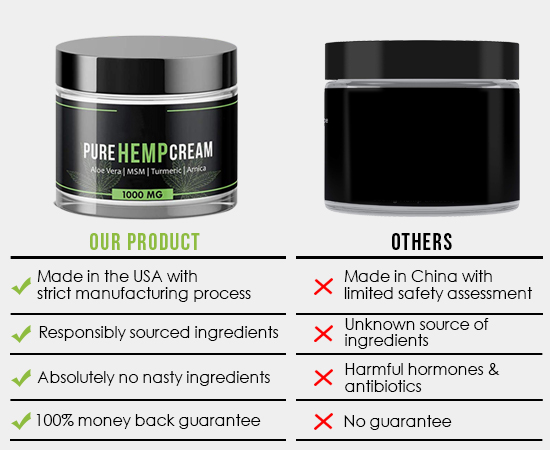 PURE HEMP CREAM
Aloe Vera | MSM | Turmeric | Arnica
1000 MG
OUR PRODUCT
Made in the USA with
strict manufacturing process
Responsibly sourced ingredients
Absolutely no nasty ingredients
100% money back guarantee
OTHERS
Made in China with
limited safety assessment
Unknown source of
ingredients
Harmful hormones &
antibiotics
No guarantee